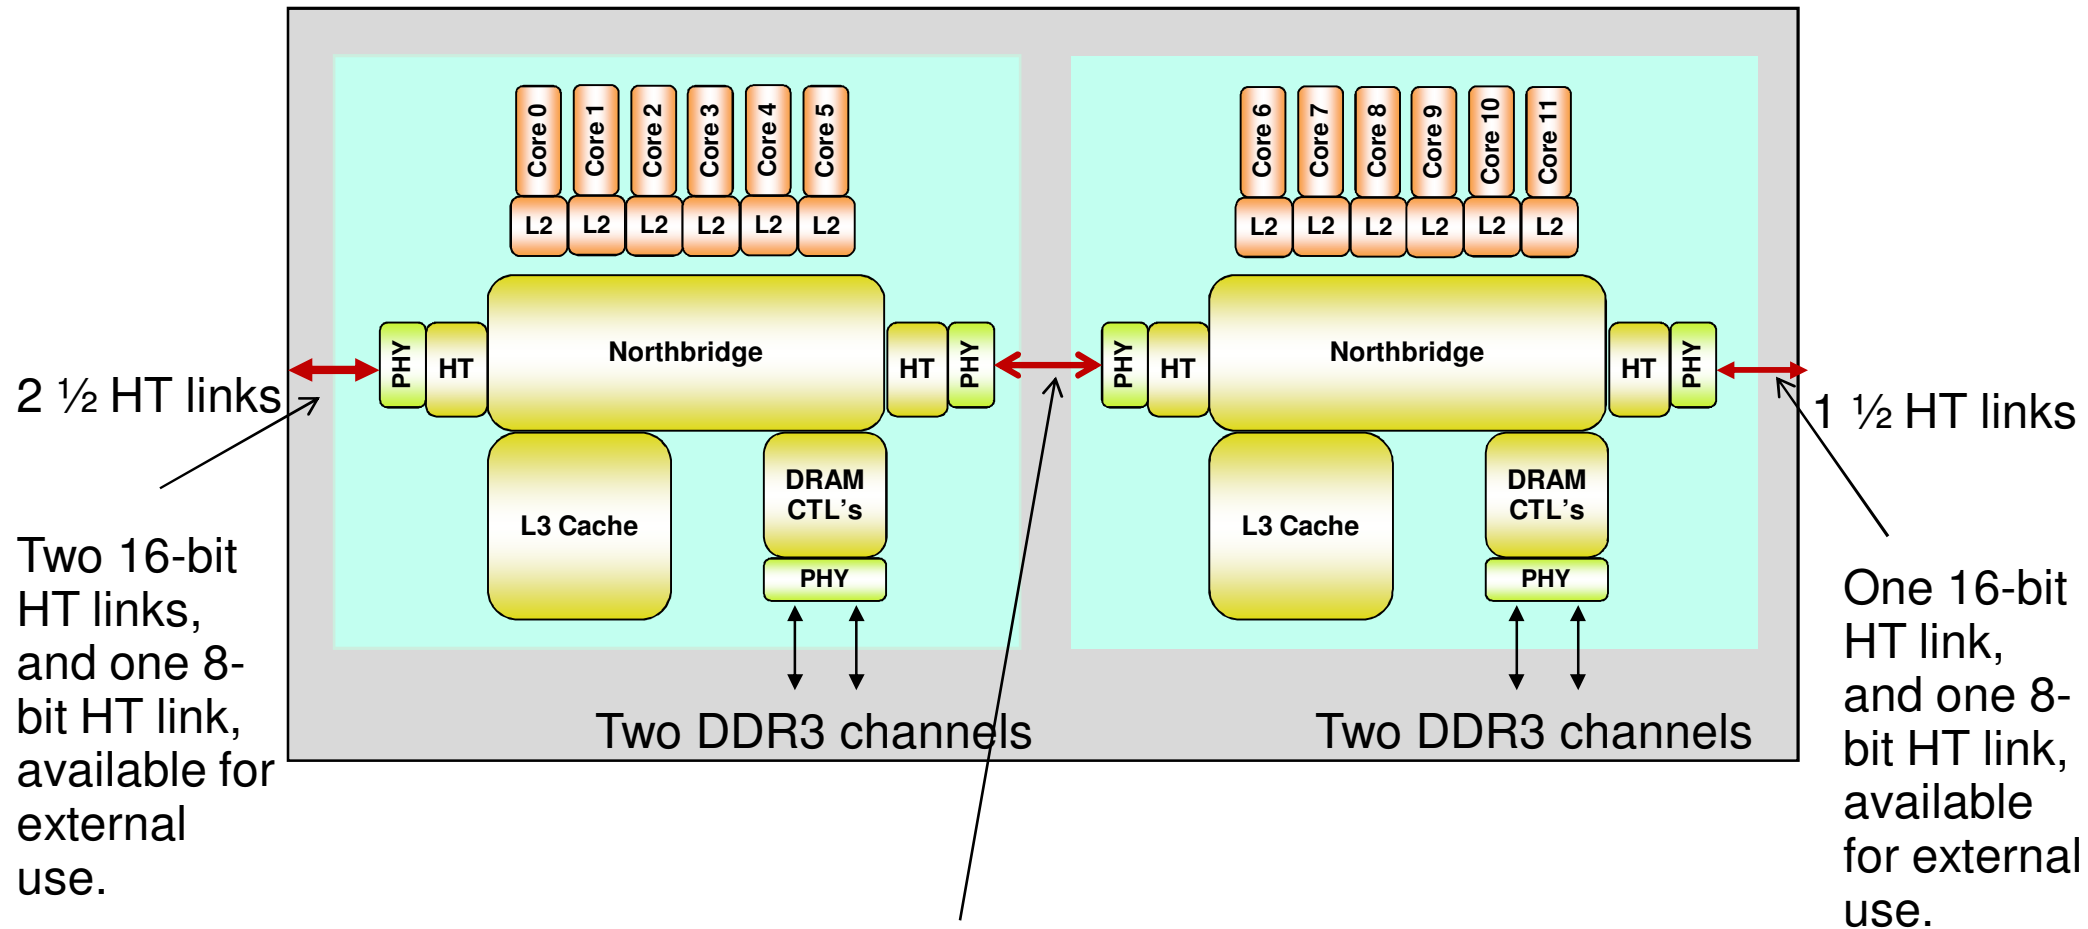 Core 0
Core 1
Core 2
Core 3
Core 4
Core 5
L2
L2
L2
L2
L2
L2
Core 6
Core 7
Core 8
Core 9
Core 10
Core 11
L2
L2
L2
L2
L2
L2
2 ½ HT links
PHY
HT
Northbridge
HT
PHY
PHY
HT
Northbridge
HT
PHY
1 ½ HT links
L3 Cache
DRAM
CTL's
PHY
L3 Cache
DRAM
CTL's
PHY
Two DDR3 channels
Two DDR3 channels
Two 16-bit
HT links,
and one 8-
bit HT link,
available for
external
use.
One 16-bit
HT link,
and one 8-
bit HT link,
available
for external
use.